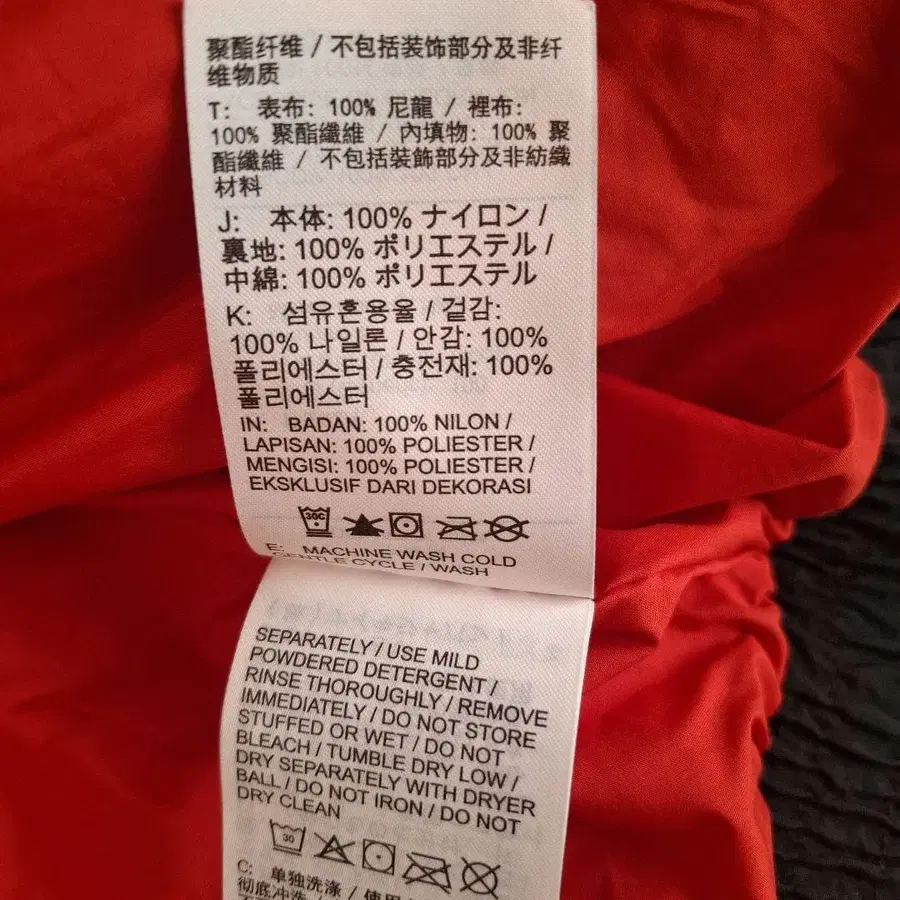 聚酯纤维 / 不包括装饰部分及非纤
维物质
T: 表布: 100% 尼龍 / 裡布:
100% 聚酯纖維 / 內填物: 100% 聚
酯纖維 / 不包括裝飾部分及非紡織
材料
J: 本体: 100% ナイロン /
裏地: 100% ポリエステル /
中綿: 100% ポリエステル
K: 섬유혼용율 / 겉감:
100% 나일론 / 안감: 100%
폴리에스터 / 충전재: 100%
폴리에스터
IN: BADAN: 100% NILON /
LAPISAN: 100% POLIESTER /
MENGISI: 100% POLIESTER /
EKSKLUSIF DARI DEKORASI
30C
E: MACHINE WASH COLD
GENTLE CYCLE / WASH
SEPARATELY / USE MILD
POWDERED DETERGENT /
RINSE THOROUGHLY / REMOVE
IMMEDIATELY / DO NOT STORE
STUFFED OR WET / DO NOT
BLEACH / TUMBLE DRY LOW /
DRY SEPARATELY WITH DRYER
BALL / DO NOT IRON / DO NOT
DRY CLEAN
30
C: 单独洗涤 / 使用
彻底冲洗